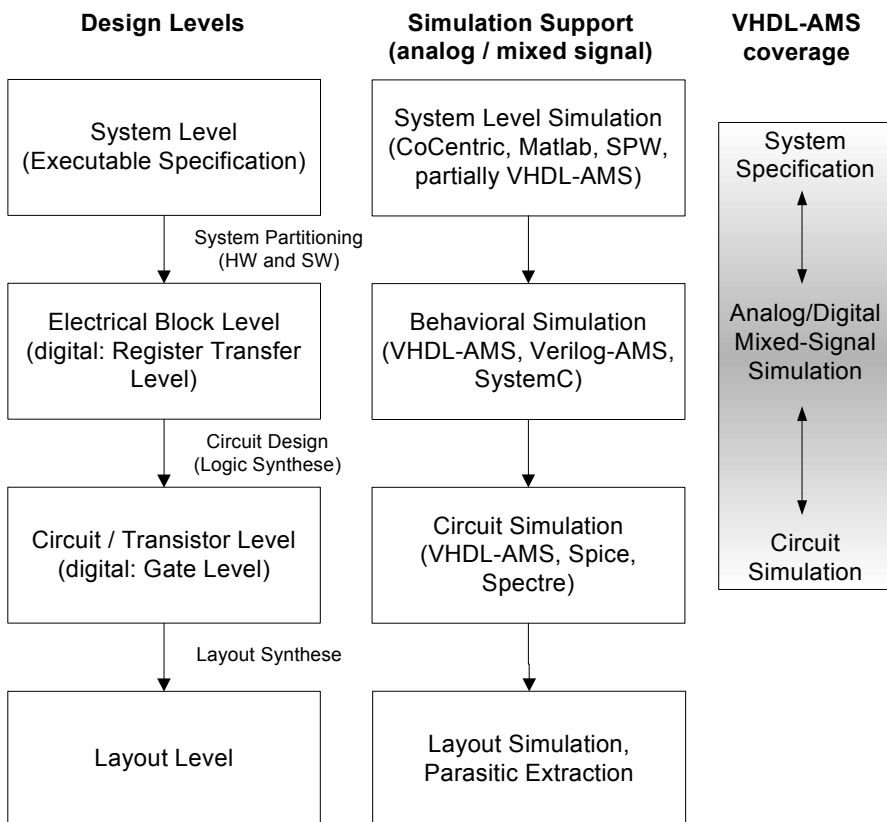 Design Levels
System Level
(Executable Specification)
System Partitioning
(HW and SW)
Electrical Block Level
(digital: Register Transfer
Level)
Circuit Design
(Logic Synthese)
Circuit / Transistor Level
(digital: Gate Level)
Layout Synthese
Layout Level
Simulation Support
(analog / mixed signal)
System Level Simulation
(CoCentric, Matlab, SPW,
partially VHDL-AMS)
Behavioral Simulation
(VHDL-AMS, Verilog-AMS,
SystemC)
Circuit Simulation
(VHDL-AMS, Spice,
Spectre)
Layout Simulation,
Parasitic Extraction
VHDL-AMS
coverage
System
Specification
Analog/Digital
Mixed-Signal
Simulation
Circuit
Simulation